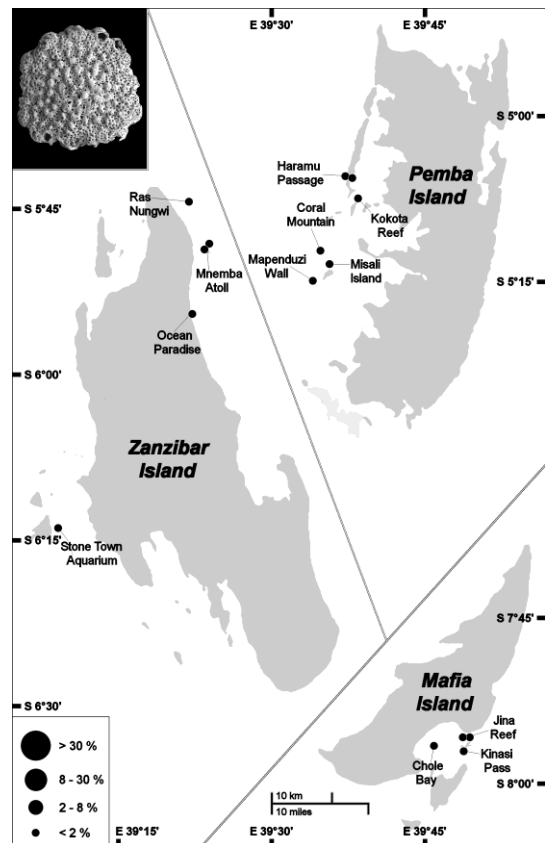 E 39°30'
E 39°45'
S 5°00'
Haramu
Passage
Pemba
Island
Ras
Nungwi
S 5°45'
Coral
Mountain
Kokota
Reef
Mnemba
Atoll
Mapenduzi
Wall
Misali
Island
S 5°15'
Ocean
Paradise
S 6°00'
Zanzibar
Island
S 6°15'
Stone Town
Aquarium
S 7°45'
Mafia
Island
S 6°30'
Jina
Reef
Kinasi
Pass
Chole
Bay
S 8°00'
> 30 %
8 - 30 %
2 - 8 %
< 2 %
10 km
10 miles
E 39°15'
E 39°30'
E 39°45'